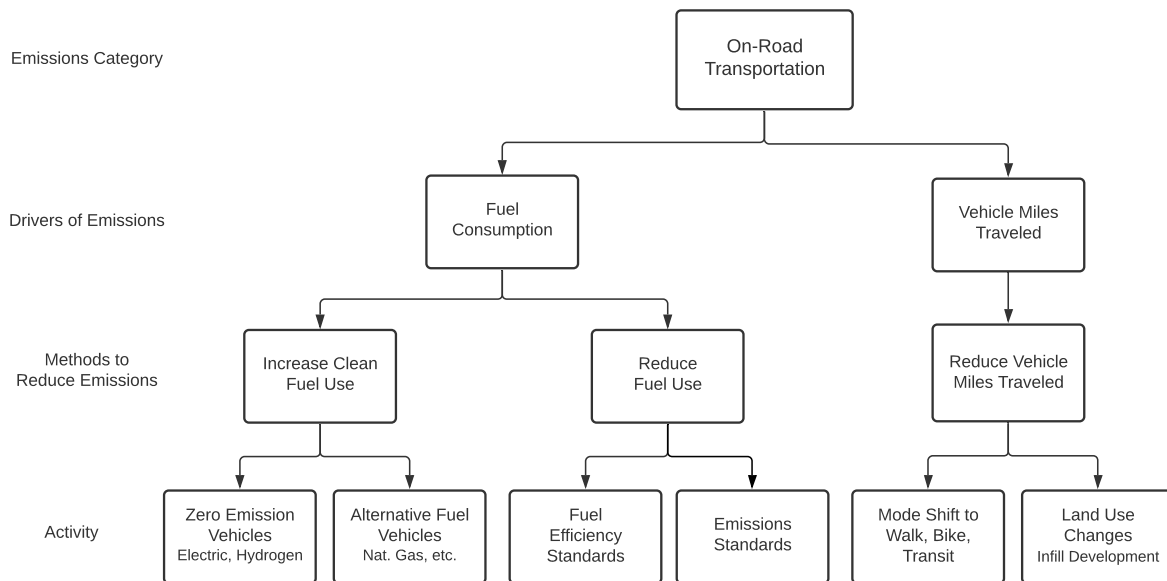 Emissions Category
On-Road
Transportation
Drivers of Emissions
Fuel
Consumption
Vehicle Miles
Traveled
Methods to
Reduce Emissions
Increase Clean
Fuel Use
Reduce
Fuel Use
Reduce Vehicle
Miles Traveled
Activity
Zero Emission
Vehicles
Electric, Hydrogen
Alternative Fuel
Vehicles
Nat. Gas, etc.
Fuel
Efficiency
Standards
Emissions
Standards
Mode Shift to
Walk, Bike,
Transit
Land Use
Changes
Infill Development